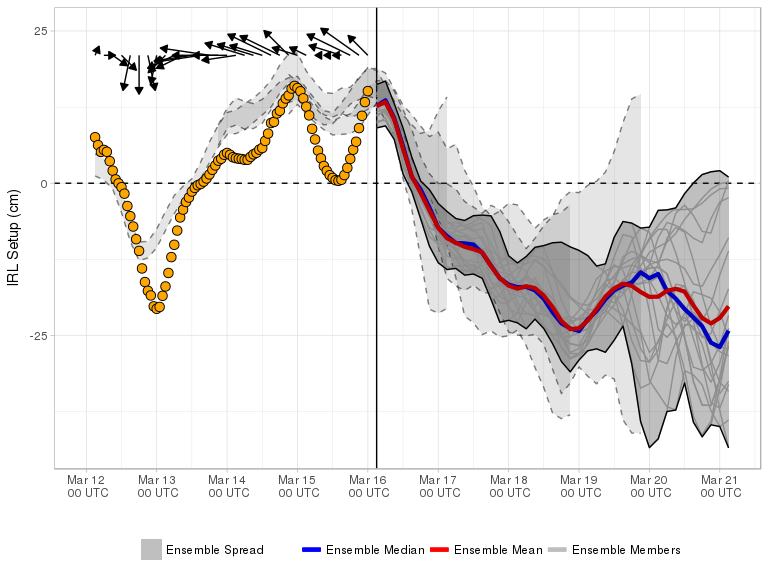 25
0
-25
IRL Setup (cm)
Mar 12 Mar 13 Mar 14 Mar 15 Mar 16 Mar 17 Mar 18 Mar 19 Mar 20 Mar 21
00 UTC 00 UTC 00 UTC 00 UTC 00 UTC 00 UTC 00 UTC 00 UTC 00 UTC 00 UTC
Ensemble Spread Ensemble Median Ensemble Mean Ensemble Members